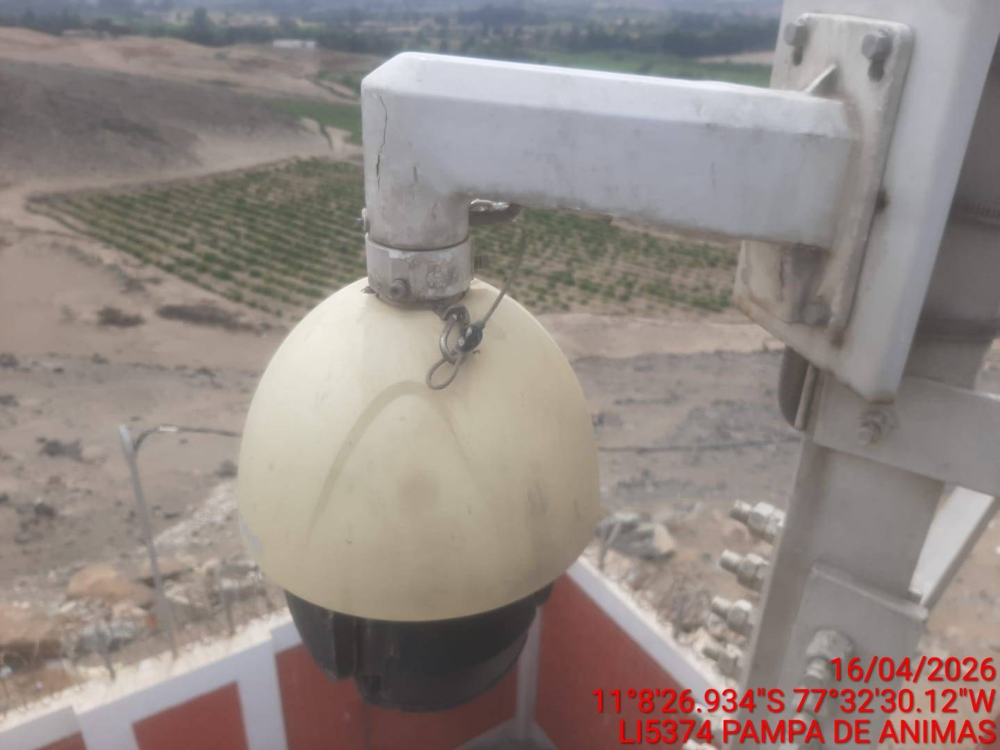 16/04/2026
11°8'26.934"S 77°32'30.12"W
LI5374 PAMPA DE ANIMAS